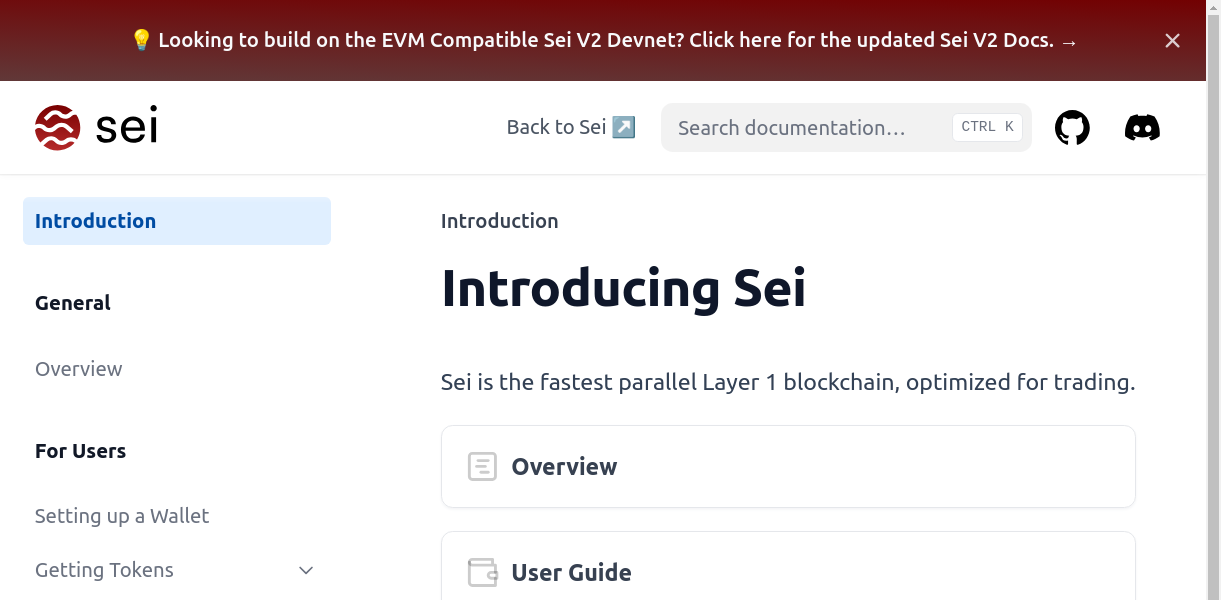 💡 Looking to build on the EVM Compatible Sei V2 Devnet? Click here for the updated Sei V2 Docs. →
sei
Back to Sei ↗️
Search documentation…
CTRL K
Introduction
General
Overview
For Users
Setting up a Wallet
Getting Tokens
Introduction
Introducing Sei
Sei is the fastest parallel Layer 1 blockchain, optimized for trading.
Overview
User Guide